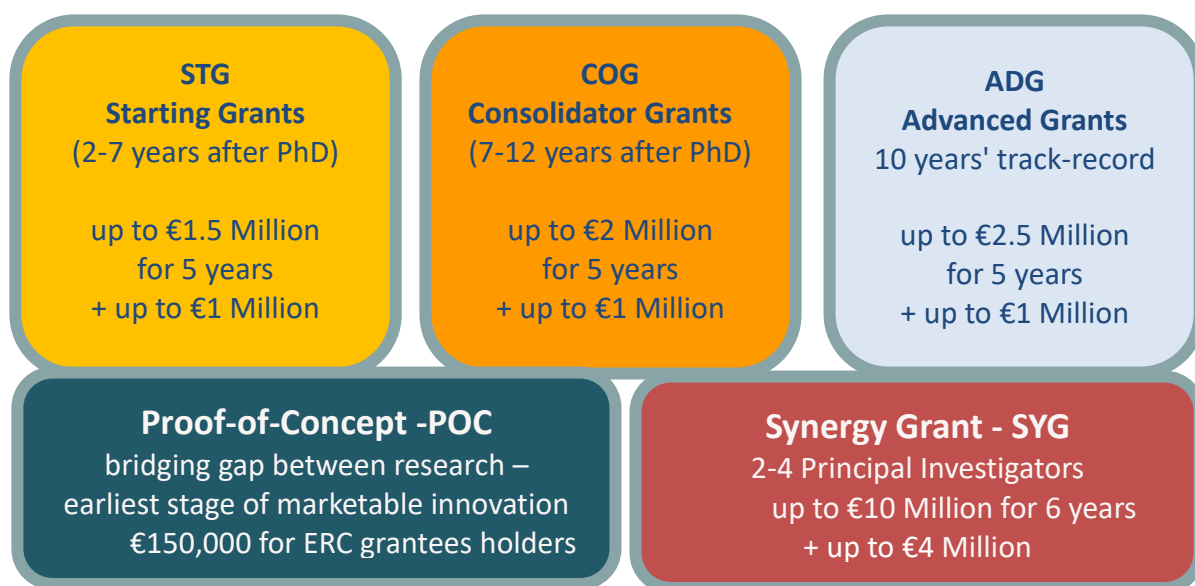 STG
Starting Grants
(2-7 years after PhD)
up to €1.5 Million
for 5 years
+ up to €1 Million
COG
Consolidator Grants
(7-12 years after PhD)
up to €2 Million
for 5 years
+ up to €1 Million
ADG
Advanced Grants
10 years' track-record
up to €2.5 Million
for 5 years
+ up to €1 Million
Proof-of-Concept -POC
bridging gap between research –
earliest stage of marketable innovation
€150,000 for ERC grantees holders
Synergy Grant - SYG
2-4 Principal Investigators
up to €10 Million for 6 years
+ up to €4 Million